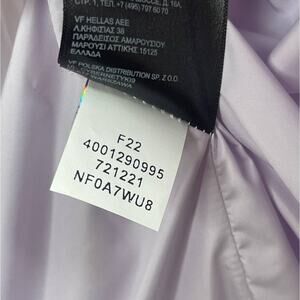 СТР. 1, ТЕЛ. +7 (495) 797 60 70
VF HELLAS AEE
Λ.ΚΗΦΙΣΙΑΣ 38
ΠΑΡΑΔΕΙΣΟΣ ΑΜΑΡΟΥΣΙΟΥ
ΜΑΡΟΥΣΙ ΑΤΤΙΚΗΣ 15125
ΕΛΛΑΔΑ
VF POLSKA DISTRIBUTION SP. Z O.O.
F22
4001290995
721221
NF0A7WU8